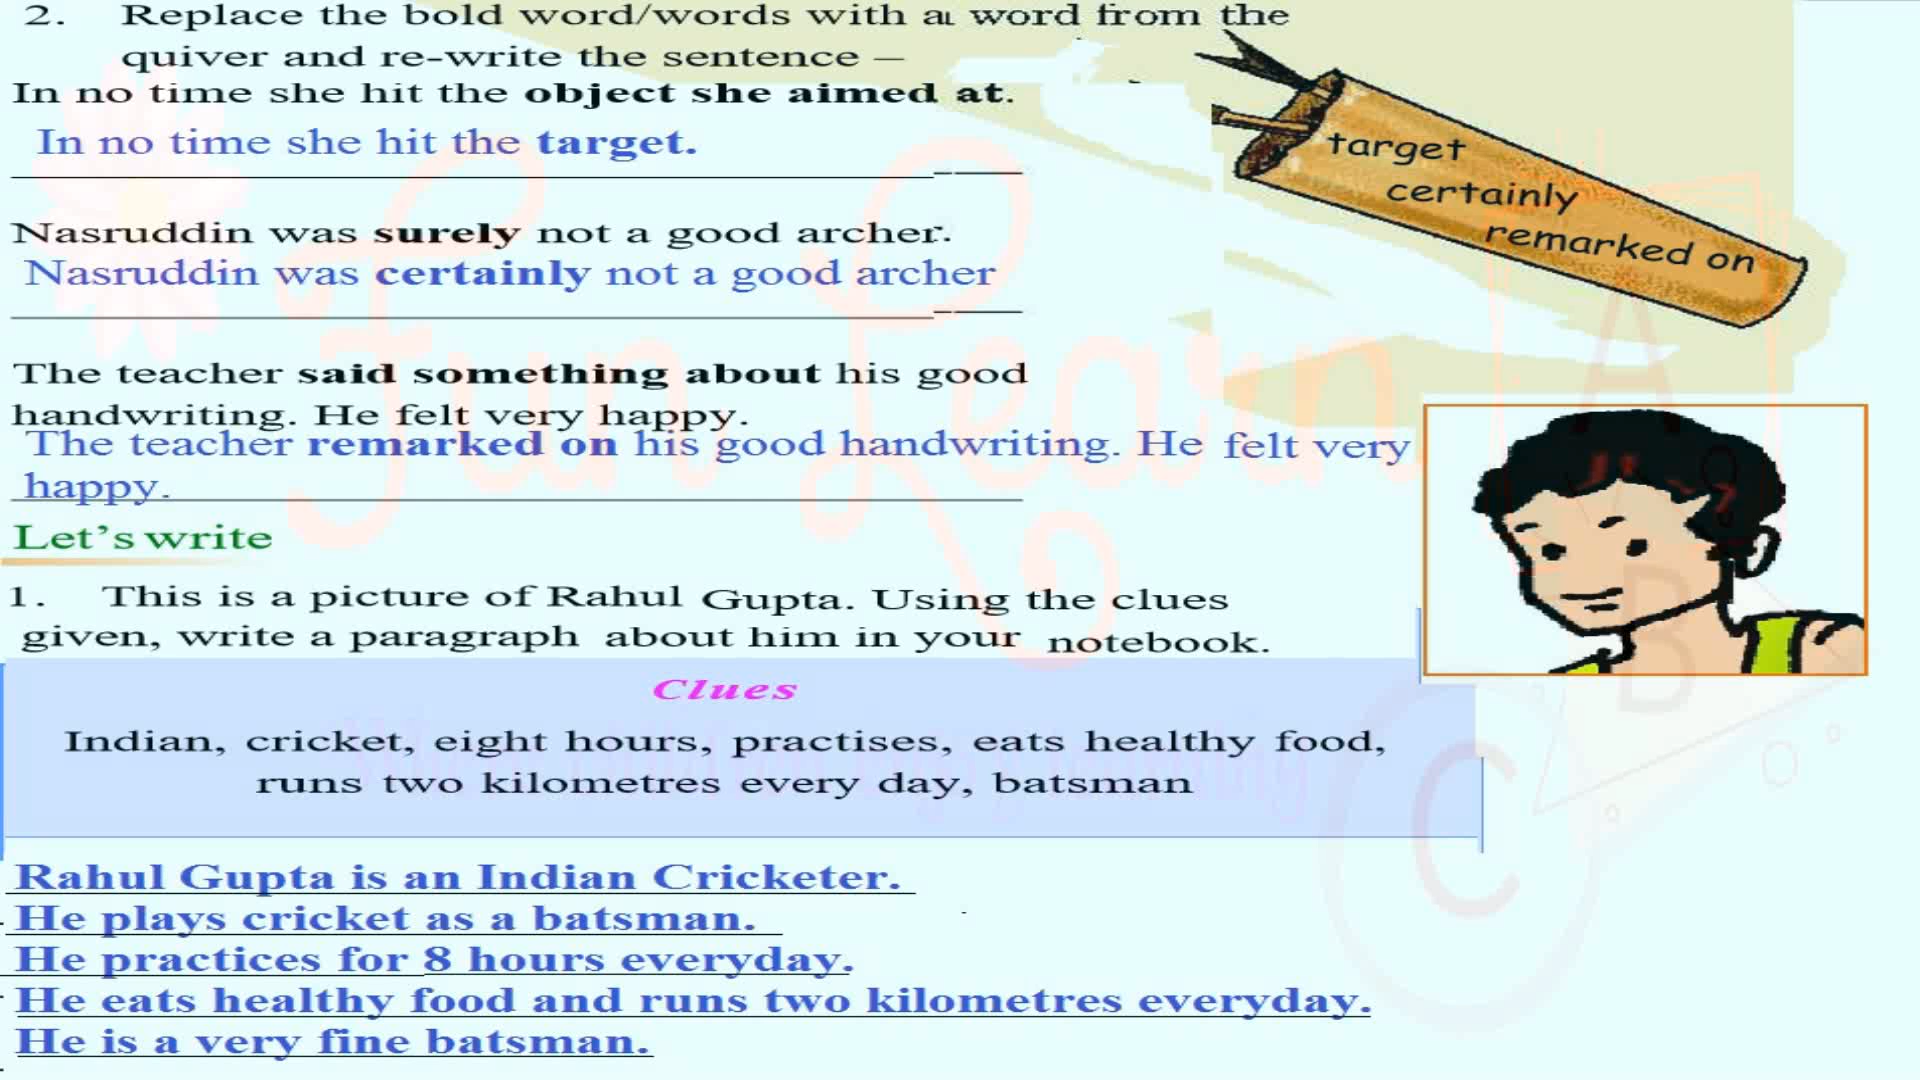 2. Replace the bold word/words with a word from the
quiver and re-write the sentence –
In no time she hit the object she aimed at.
In no time she hit the target.
Nasruddin was surely not a good archer.
Nasruddin was certainly not a good archer
The teacher said something about his good
handwriting. He felt very happy.
The teacher remarked on his good handwriting. He felt very
happy.
target
certainly
remarked on
Let's write
1. This is a picture of Rahul Gupta. Using the clues
given, write a paragraph about him in your notebook.
Clues
Indian, cricket, eight hours, practises, eats healthy food,
runs two kilometres every day, batsman
Rahul Gupta is an Indian Cricketer.
He plays cricket as a batsman.
He practices for 8 hours everyday.
He eats healthy food and runs two kilometres everyday.
He is a very fine batsman.
Fun Learn
A
B
C